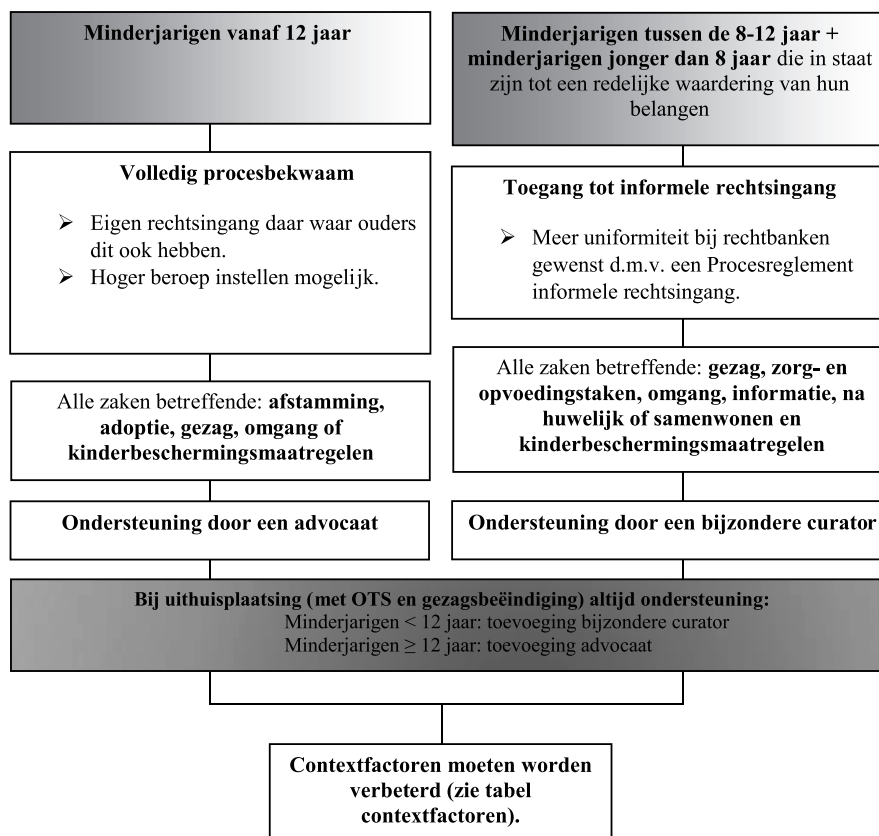 Minderjarigen vanaf 12 jaar
Volledig procesbekwaam
➢ Eigen rechtsingang daar waar ouders
dit ook hebben.
➢ Hoger beroep instellen mogelijk.
Alle zaken betreffende: afstamming,
adoptie, gezag, omgang of
kinderbeschermingsmaatregelen
Ondersteuning door een advocaat
Minderjarigen tussen de 8-12 jaar +
minderjarigen jonger dan 8 jaar die in staat
zijn tot een redelijke waardering van hun
belangen
Toegang tot informele rechtsingang
➢ Meer uniformiteit bij rechtbanken
gewenst d.m.v. een Procesreglement
informele rechtsingang.
Alle zaken betreffende: gezag, zorg- en
opvoedingstaken, omgang, informatie, na
huwelijk of samenwonen en
kinderbeschermingsmaatregelen
Ondersteuning door een bijzondere curator
Bij uithuisplaatsing (met OTS en gezagsbeëindiging) altijd ondersteuning:
Minderjarigen < 12 jaar: toevoeging bijzondere curator
Minderjarigen ≥ 12 jaar: toevoeging advocaat
Contextfactoren moeten worden
verbeterd (zie tabel
contextfactoren).